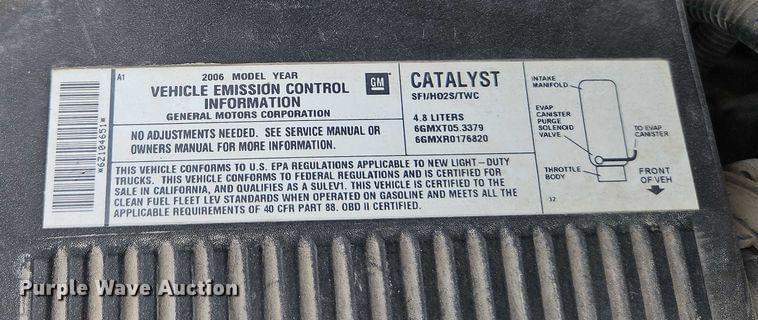 *6Z104651*
A1
2006 MODEL YEAR
VEHICLE EMISSION CONTROL
INFORMATION
GENERAL MOTORS CORPORATION
GM
NO ADJUSTMENTS NEEDED. SEE SERVICE MANUAL OR
OWNERS MANUAL FOR MORE INFORMATION.
CATALYST
SFI/HO2S/TWC
4.8 LITERS
6GMXT05.3379
6GMXR0176820
THIS VEHICLE CONFORMS TO U.S. EPA REGULATIONS APPLICABLE TO NEW LIGHT-DUTY
TRUCKS. THIS VEHICLE CONFORMS TO FEDERAL REGULATIONS AND IS CERTIFIED FOR
SALE IN CALIFORNIA, AND QUALIFIES AS A SULEV1. THIS VEHICLE IS CERTIFIED TO THE
CLEAN FUEL FLEET LEV STANDARDS WHEN OPERATED ON GASOLINE AND MEETS ALL THE
APPLICABLE REQUIREMENTS OF 40 CFR PART 88. OBD II CERTIFIED.
INTAKE
MANIFOLD
EVAP
CANISTER
PURGE
SOLENOID
VALVE
TO EVAP
CANISTER
THROTTLE
BODY
FRONT
OF VEH
32
Purple Wave Auction